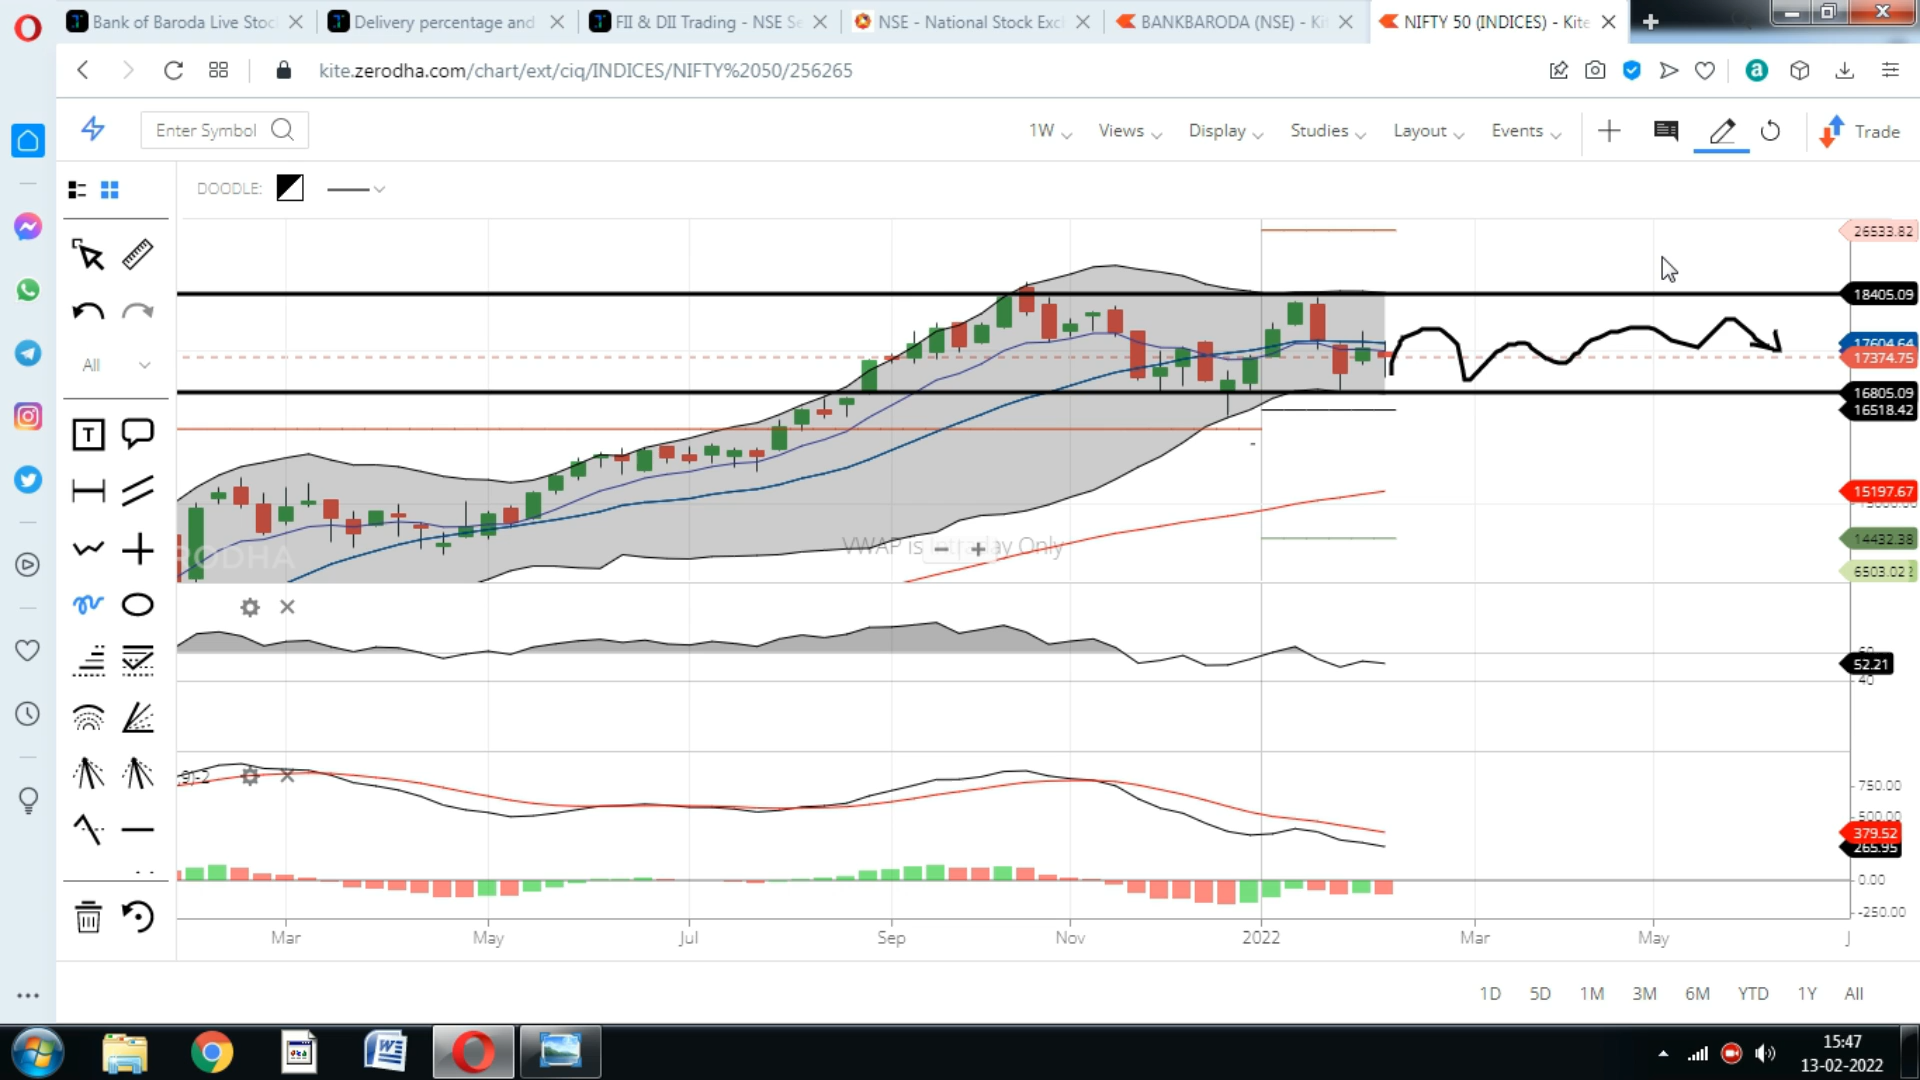 Bank of Baroda Live Stoc
Delivery percentage and
FII & DII Trading - NSE Se
NSE - National Stock Exc
BANKBARODA (NSE) - Ki
NIFTY 50 (INDICES) - Kite
kite.zerodha.com/chart/ext/ciq/INDICES/NIFTY%2050/256265
Enter Symbol
1W
Views
Display
Studies
Layout
Events
Trade
DOODLE:
All
T
26533.82
18405.09
17604.64
17374.75
16805.09
16518.42
15197.67
14432.38
6503.02
RODHA
VWAP is Intraday Only
52.21
40
,9)-2
750.00
500.00
379.52
265.95
0.00
-250.00
Mar
May
Jul
Sep
Nov
2022
Mar
May
J
1D 5D 1M 3M 6M YTD 1Y All
15:47
13-02-2022